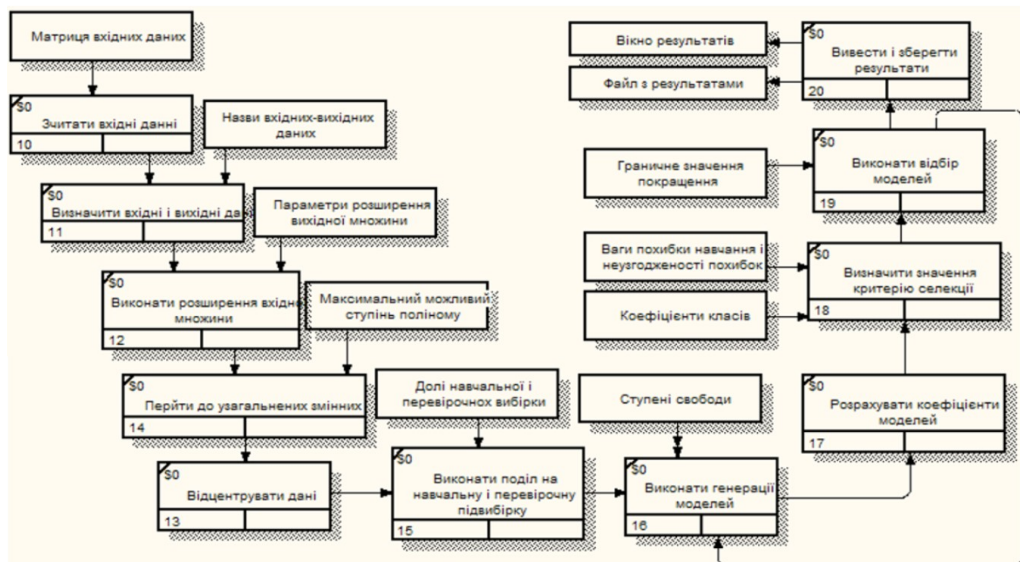 Матриця вхідних даних
$0
Зчитати вхідні данні
10
Назви вхідних-вихідних
даних
$0
Визначити вхідні і вихідні да
11
Параметри розширення
вихідної множини
$0
Виконати розширення вхідн
множини
12
Максимальний можливий
ступінь поліному
$0
Перйти до узагальнених змінних
14
$0
Відцентрувати дані
13
Долі навчальної і
перевірочнох вибірки
$0
Виконати поділ на
навчальну і перевірочну
підвибірку
15
Ступені свободи
$0
Виконати генерації
моделей
16
$0
Розрахувати коефіцієнти
моделей
17
Ваги похибки навчання і
неузгодженості похибок
Коефіцієнти класів
$0
Визначити значення
критерію селекції
18
Граничне значення
покращення
$0
Виконати відбір
моделей
19
$0
Вивести і зберегти
результати
20
Вікно результатів
Файл з результатами